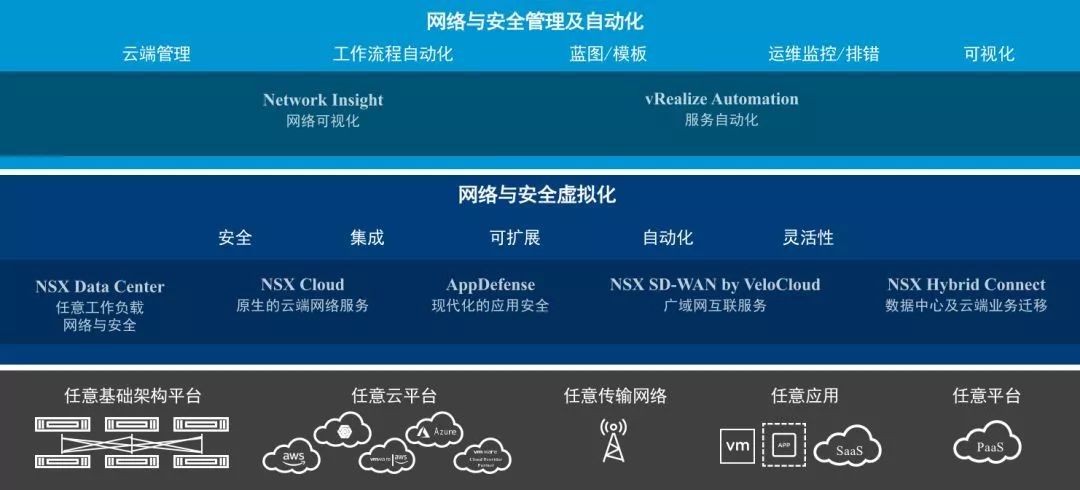 网络与安全管理及自动化
云端管理 工作流程自动化 蓝图/模板 运维监控/排错 可视化
Network Insight vRealize Automation
网络可视化 服务自动化
网络与安全虚拟化
安全 集成 可扩展 自动化 灵活性
NSX Data Center NSX Cloud AppDefense NSX SD-WAN by VeloCloud NSX Hybrid Connect
任意工作负载 原生的云端网络服务 现代化的应用安全 广域网互联服务 数据中心及云端业务迁移
网络与安全
任意基础架构平台 任意云平台 任意传输网络 任意应用 任意平台
Azure
aws vmware aws vmware
Cloud Provider
Partner
vm APP SaaS PaaS